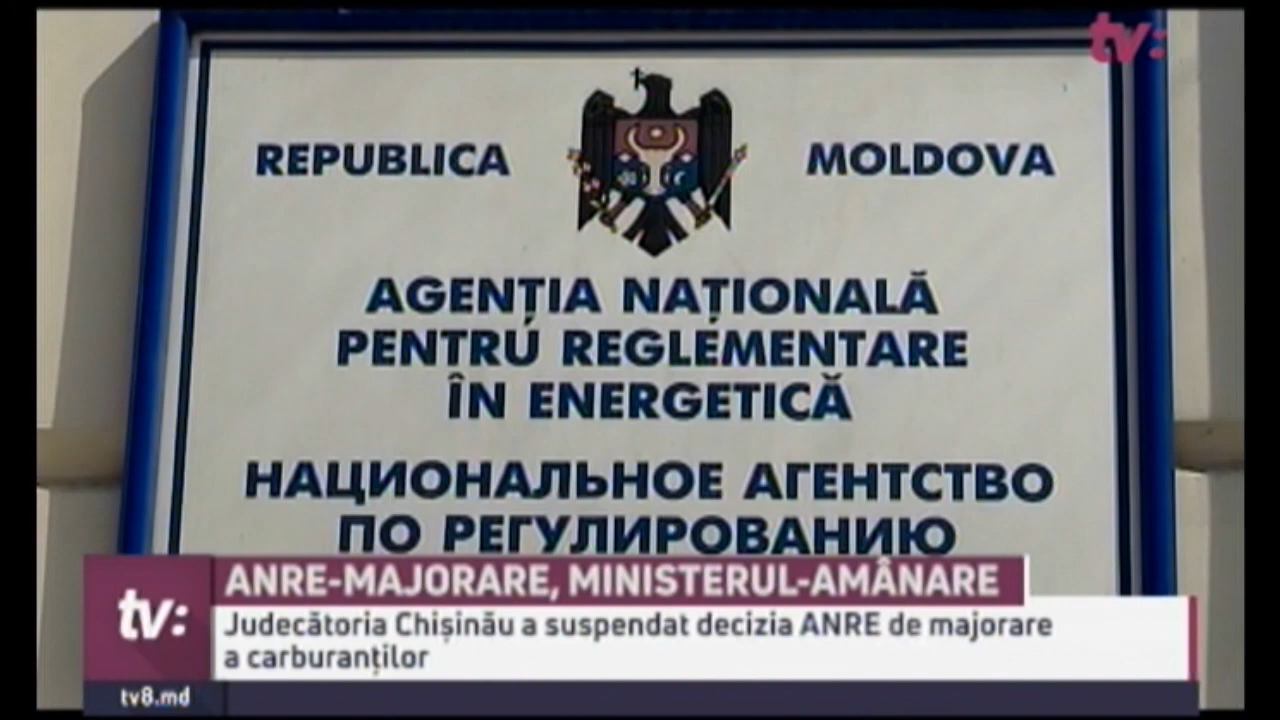 tv:
REPUBLICA MOLDOVA
AGENȚIA NAȚIONALĂ
PENTRU REGLEMENTARE
ÎN ENERGETICĂ
НАЦИОНАЛЬНОЕ АГЕНТСТВО
ПО РЕГУЛИРОВАНИЮ
ANRE-MAJORARE, MINISTERUL-AMÂNARE
tv:
Judecătoria Chișinău a suspendat decizia ANRE de majorare
a carburanților
tv8.md